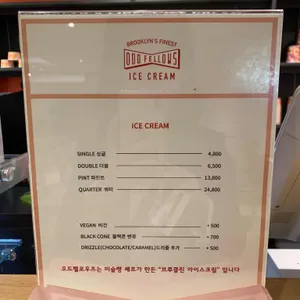 BROOKLYN'S FINEST
ODD FELLOWS
ICE CREAM
ICE CREAM
SINGLE 싱글 4,800
DOUBLE 더블 6,500
PINT 파인트 13,800
QUARTER 쿼터 24,800
VEGAN 비건 + 500
BLACK CONE 블랙콘 변경 - 700
DRIZZLE(CHOCOLATE/CARAMEL)드리즐 추가 + 500
오드펠로우즈는 미슐랭 셰프가 만든 "브루클린 아이스크림" 입니다